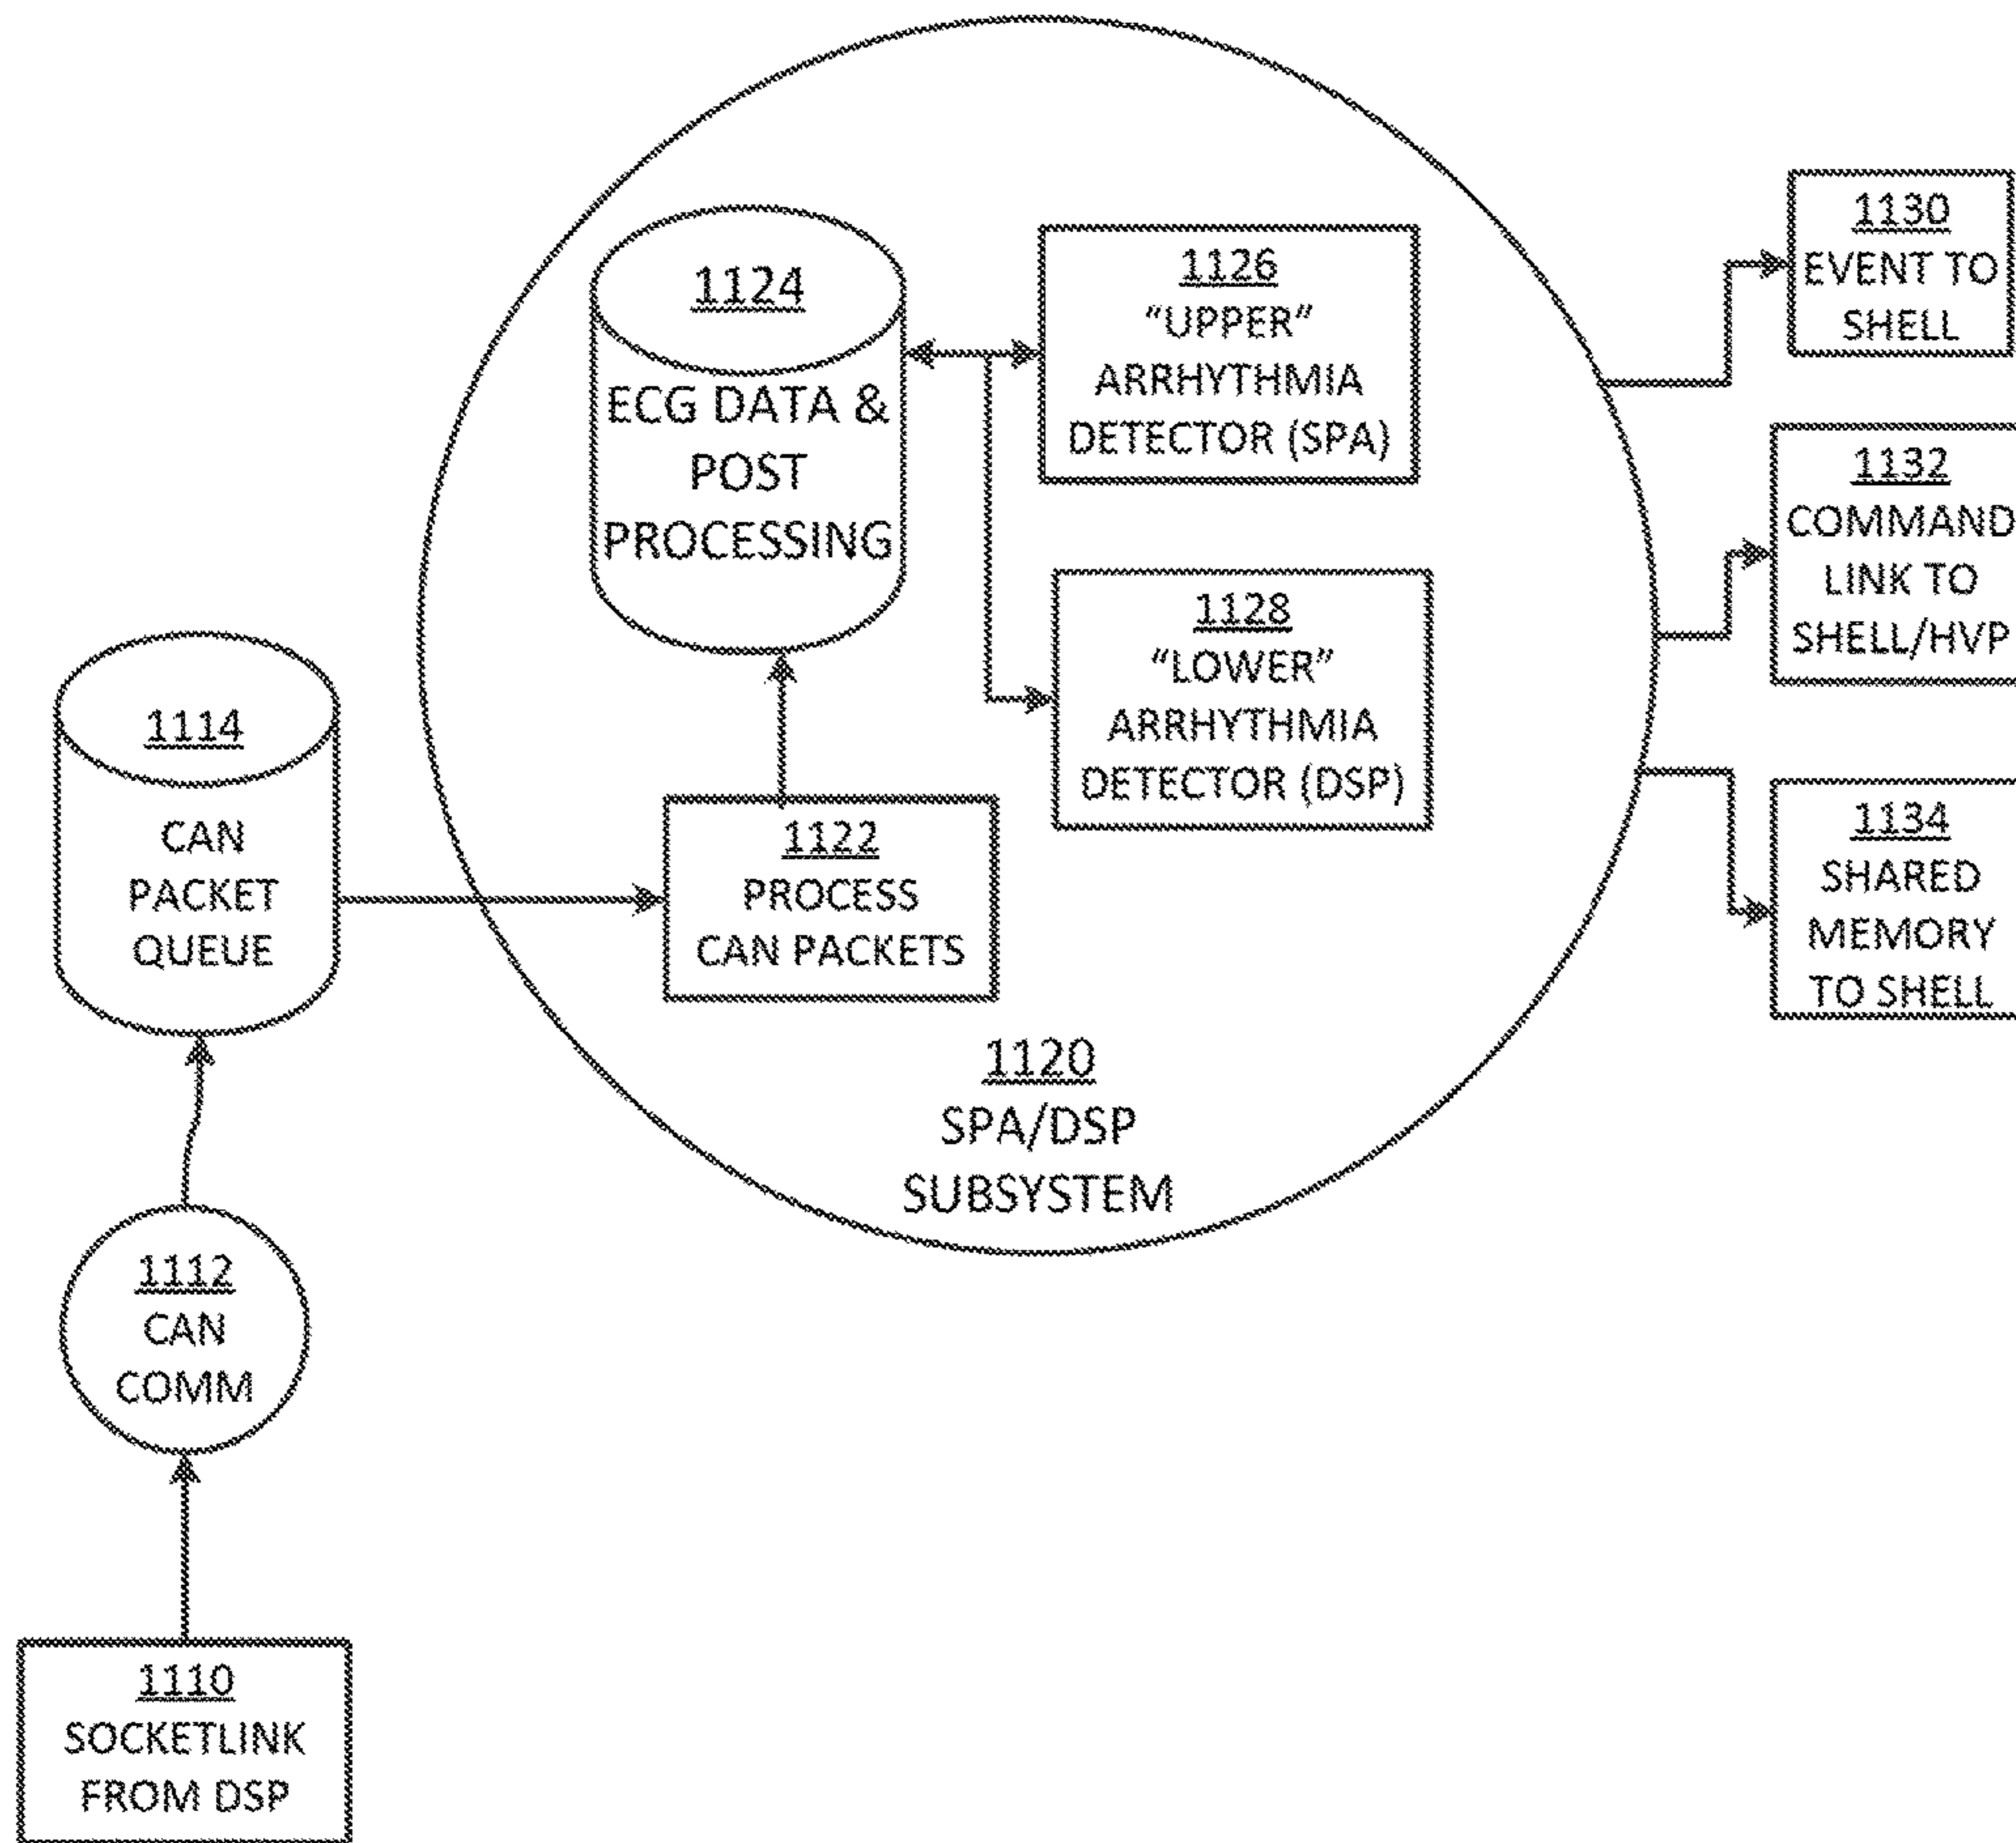 1110
SOCKETLINK
FROM DSP
1112
CAN
COMM
1114
CAN
PACKET
QUEUE
1120
SPA/DSP
SUBSYSTEM
1122
PROCESS
CAN PACKETS
1124
ECG DATA &
POST
PROCESSING
1126
“UPPER”
ARRHYTHMIA
DETECTOR (SPA)
1128
“LOWER”
ARRHYTHMIA
DETECTOR (DSP)
1130
EVENT TO
SHELL
1132
COMMAND
LINK TO
SHELL/HVP
1134
SHARED
MEMORY
TO SHELL